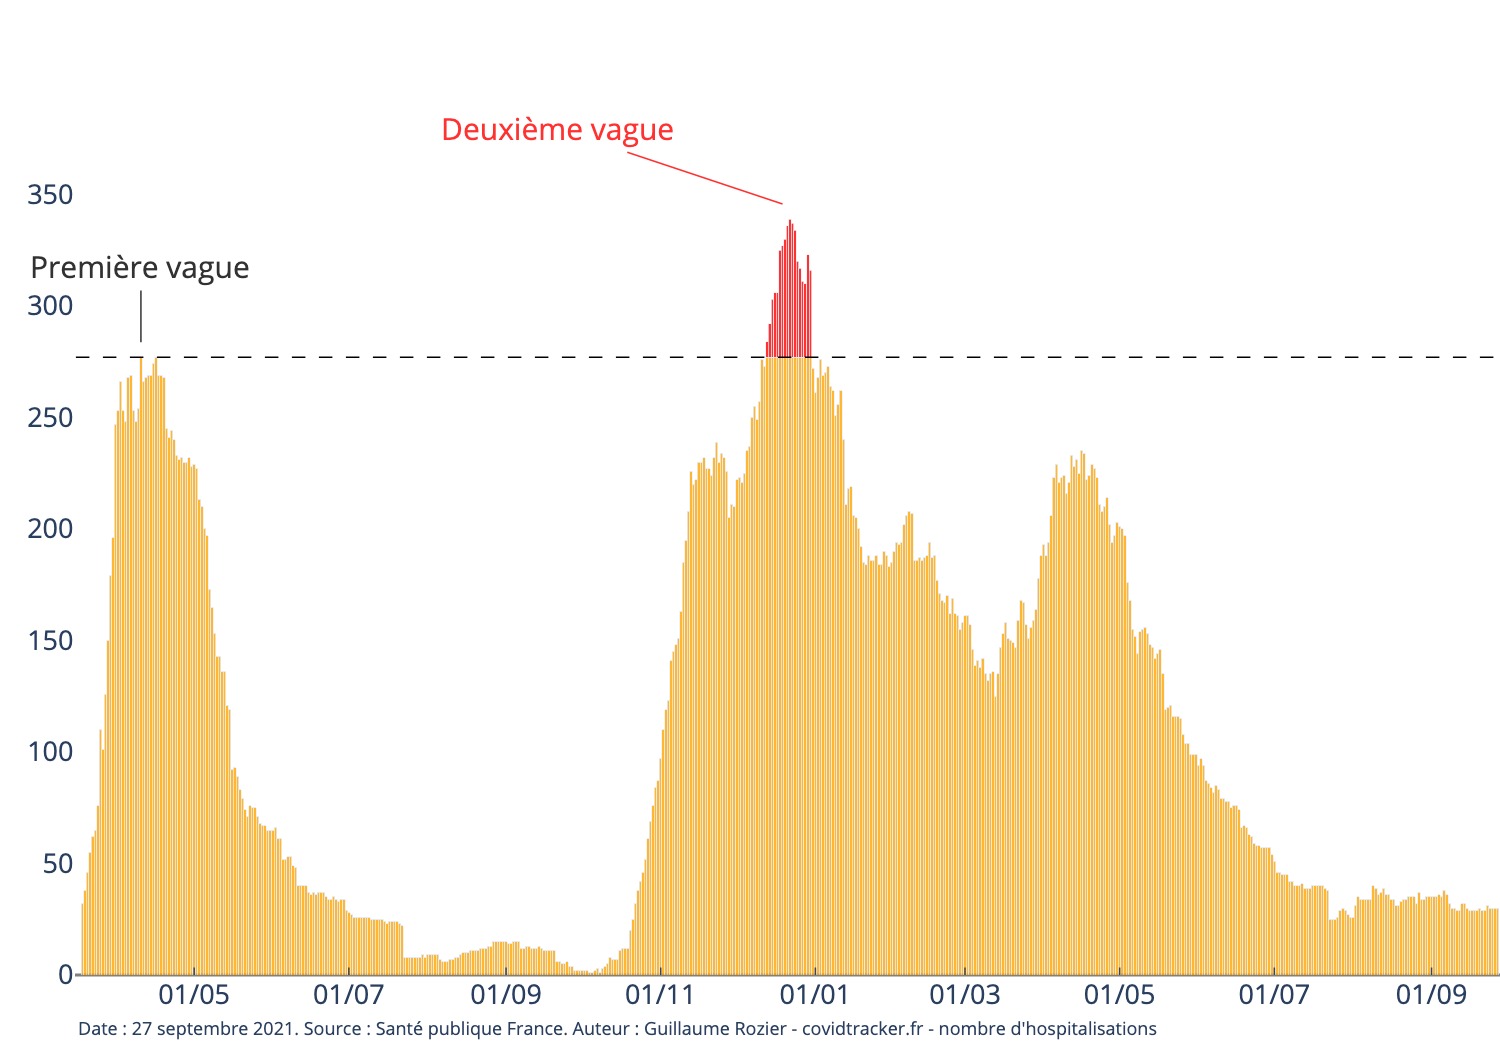 Deuxième vague
350
Première vague
300
250
200
150
100
50
0
01/05 01/07 01/09 01/11 01/01 01/03 01/05 01/07 01/09
Date : 27 septembre 2021. Source : Santé publique France. Auteur : Guillaume Rozier - covidtracker.fr - nombre d'hospitalisations